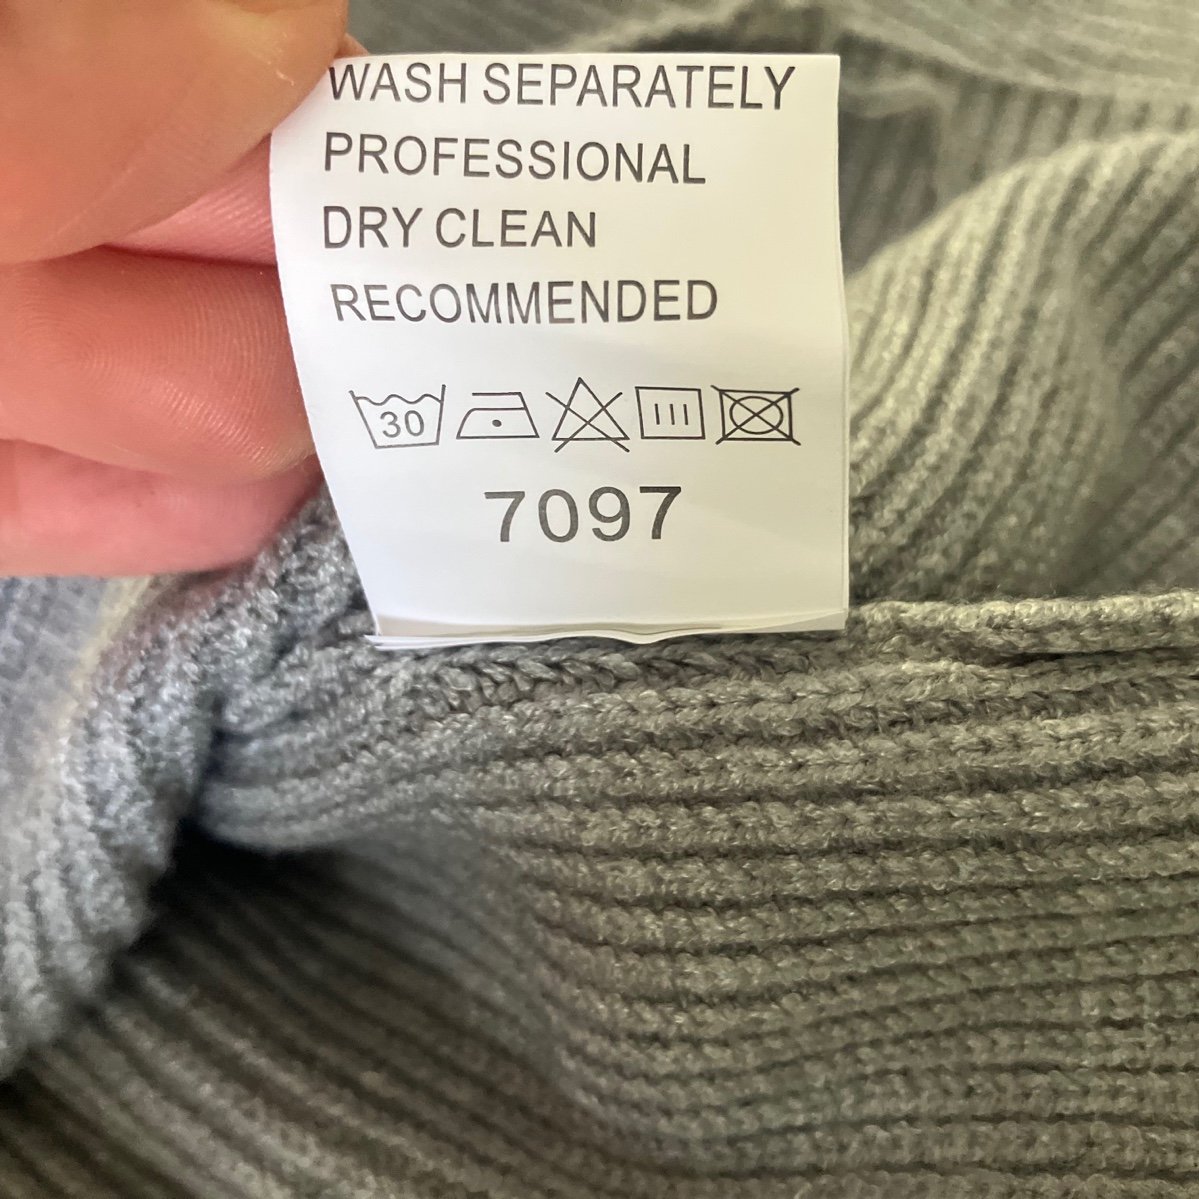 WASH SEPARATELY
PROFESSIONAL
DRY CLEAN
RECOMMENDED
30
7097